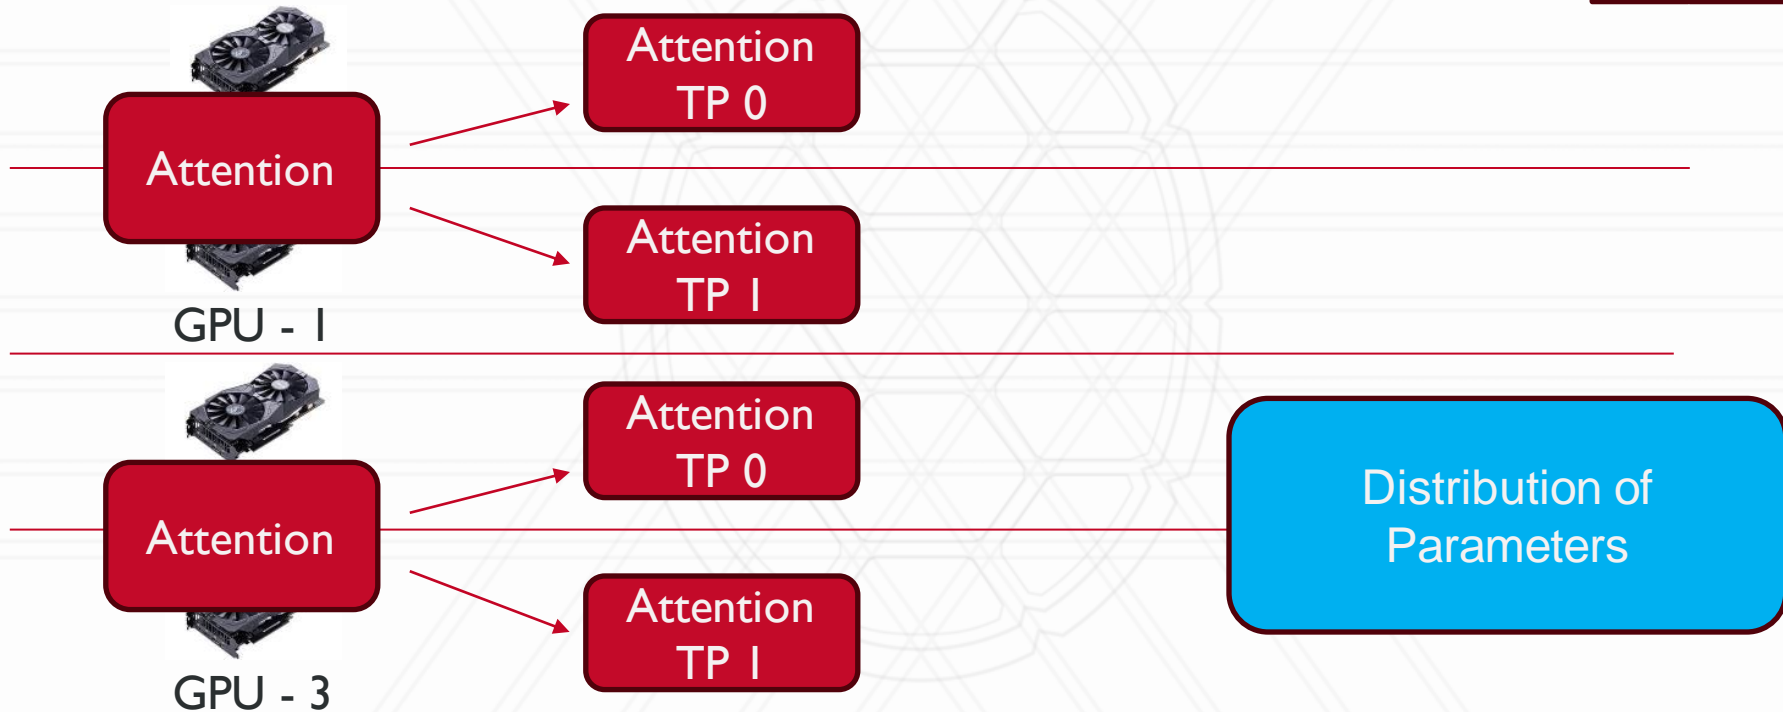 Attention
TP 0
Attention
Attention
TP 1
GPU - 1
Attention
TP 0
Attention
Attention
TP 1
GPU - 3
Distribution of
Parameters